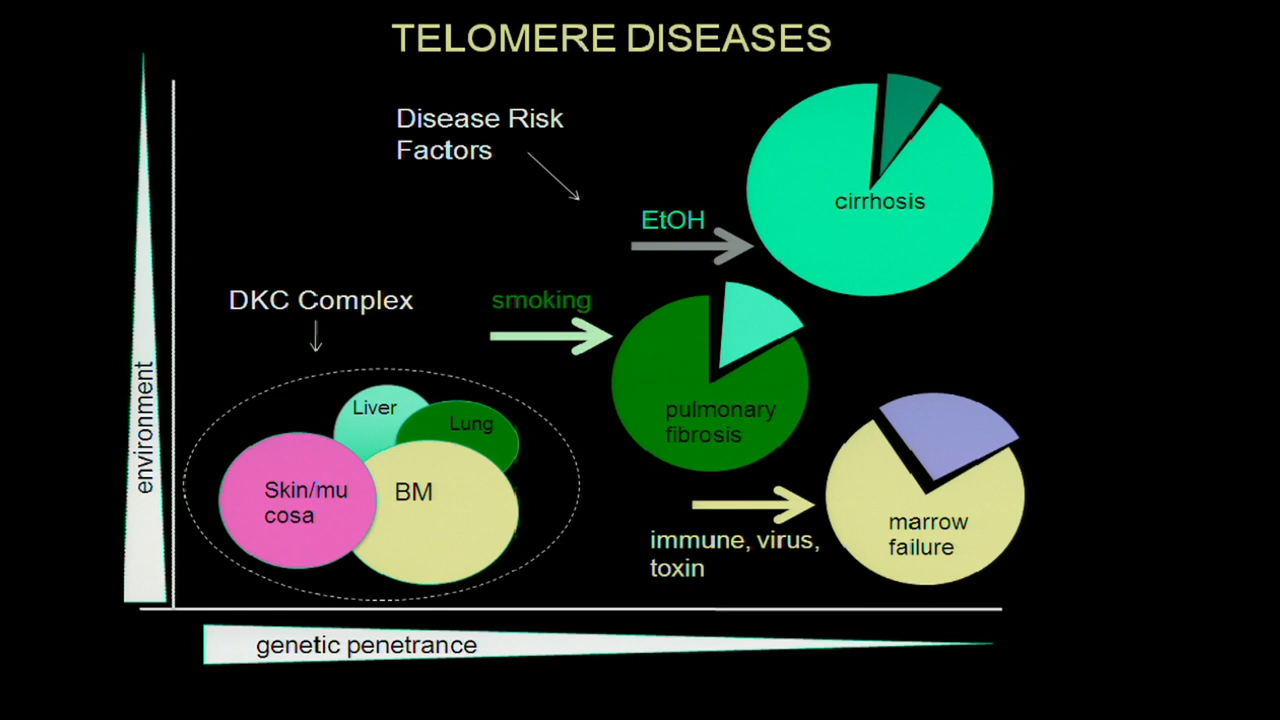 TELOMERE DISEASES
Disease Risk
Factors
EtOH
cirrhosis
DKC Complex
smoking
environment
Liver
Lung
Skin/mu
cosa
BM
pulmonary
fibrosis
immune, virus,
toxin
marrow
failure
genetic penetrance